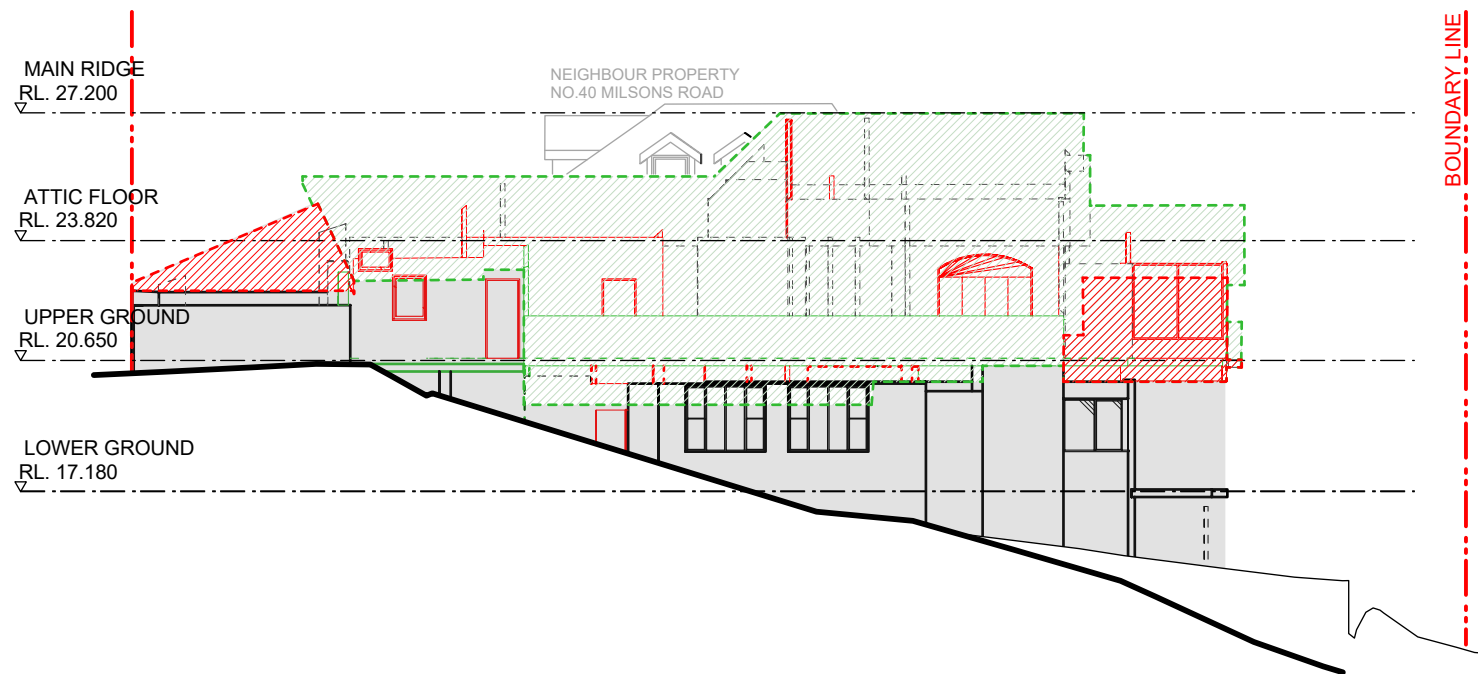 MAIN RIDGE
RL. 27.200
NEIGHBOUR PROPERTY
NO.40 MILSONS ROAD
BOUNDARY LINE
ATTIC FLOOR
RL. 23.820
UPPER GROUND
RL. 20.650
LOWER GROUND
RL. 17.180